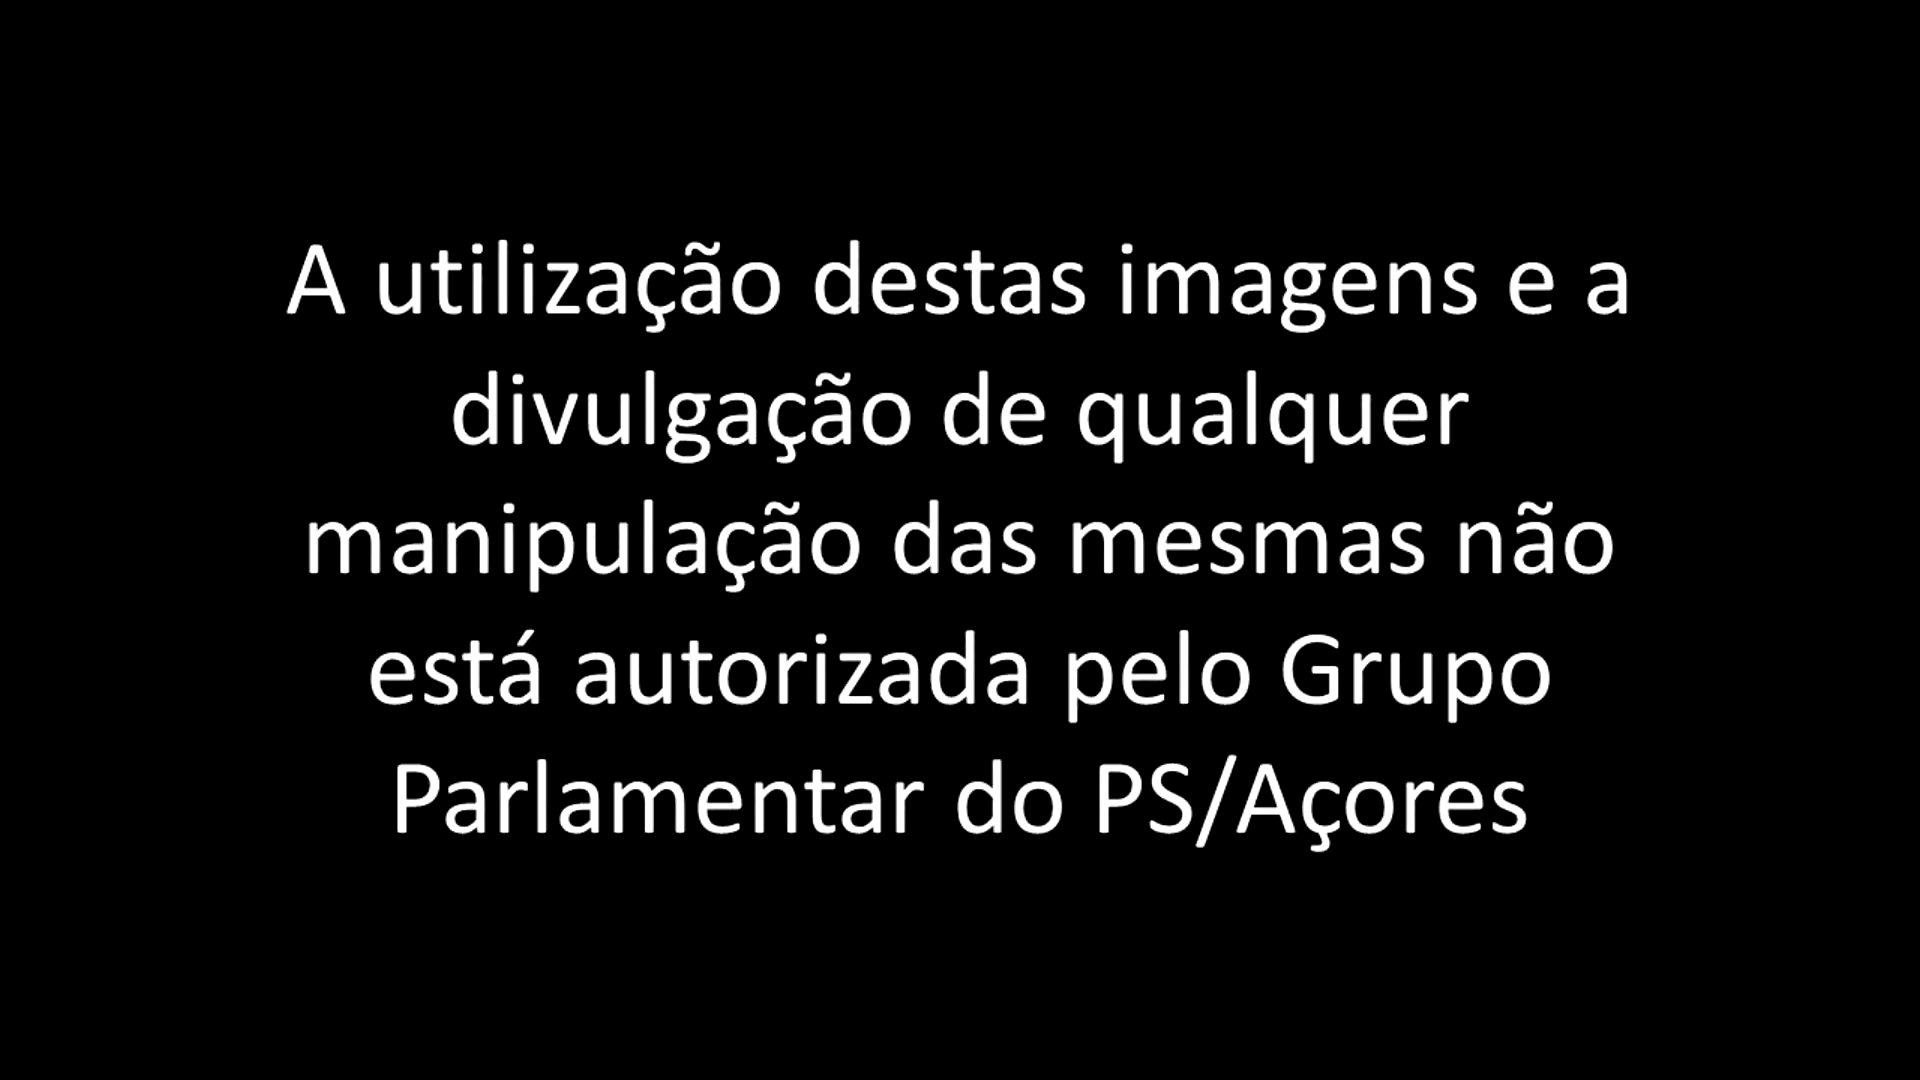 A utilização destas imagens e a
divulgação de qualquer
manipulação das mesmas não
está autorizada pelo Grupo
Parlamentar do PS/Açores